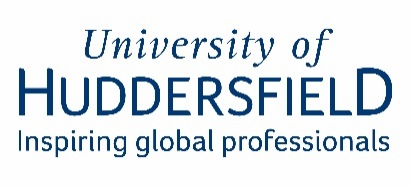 University of
HUDDERSFIELD
Inspiring global professionals